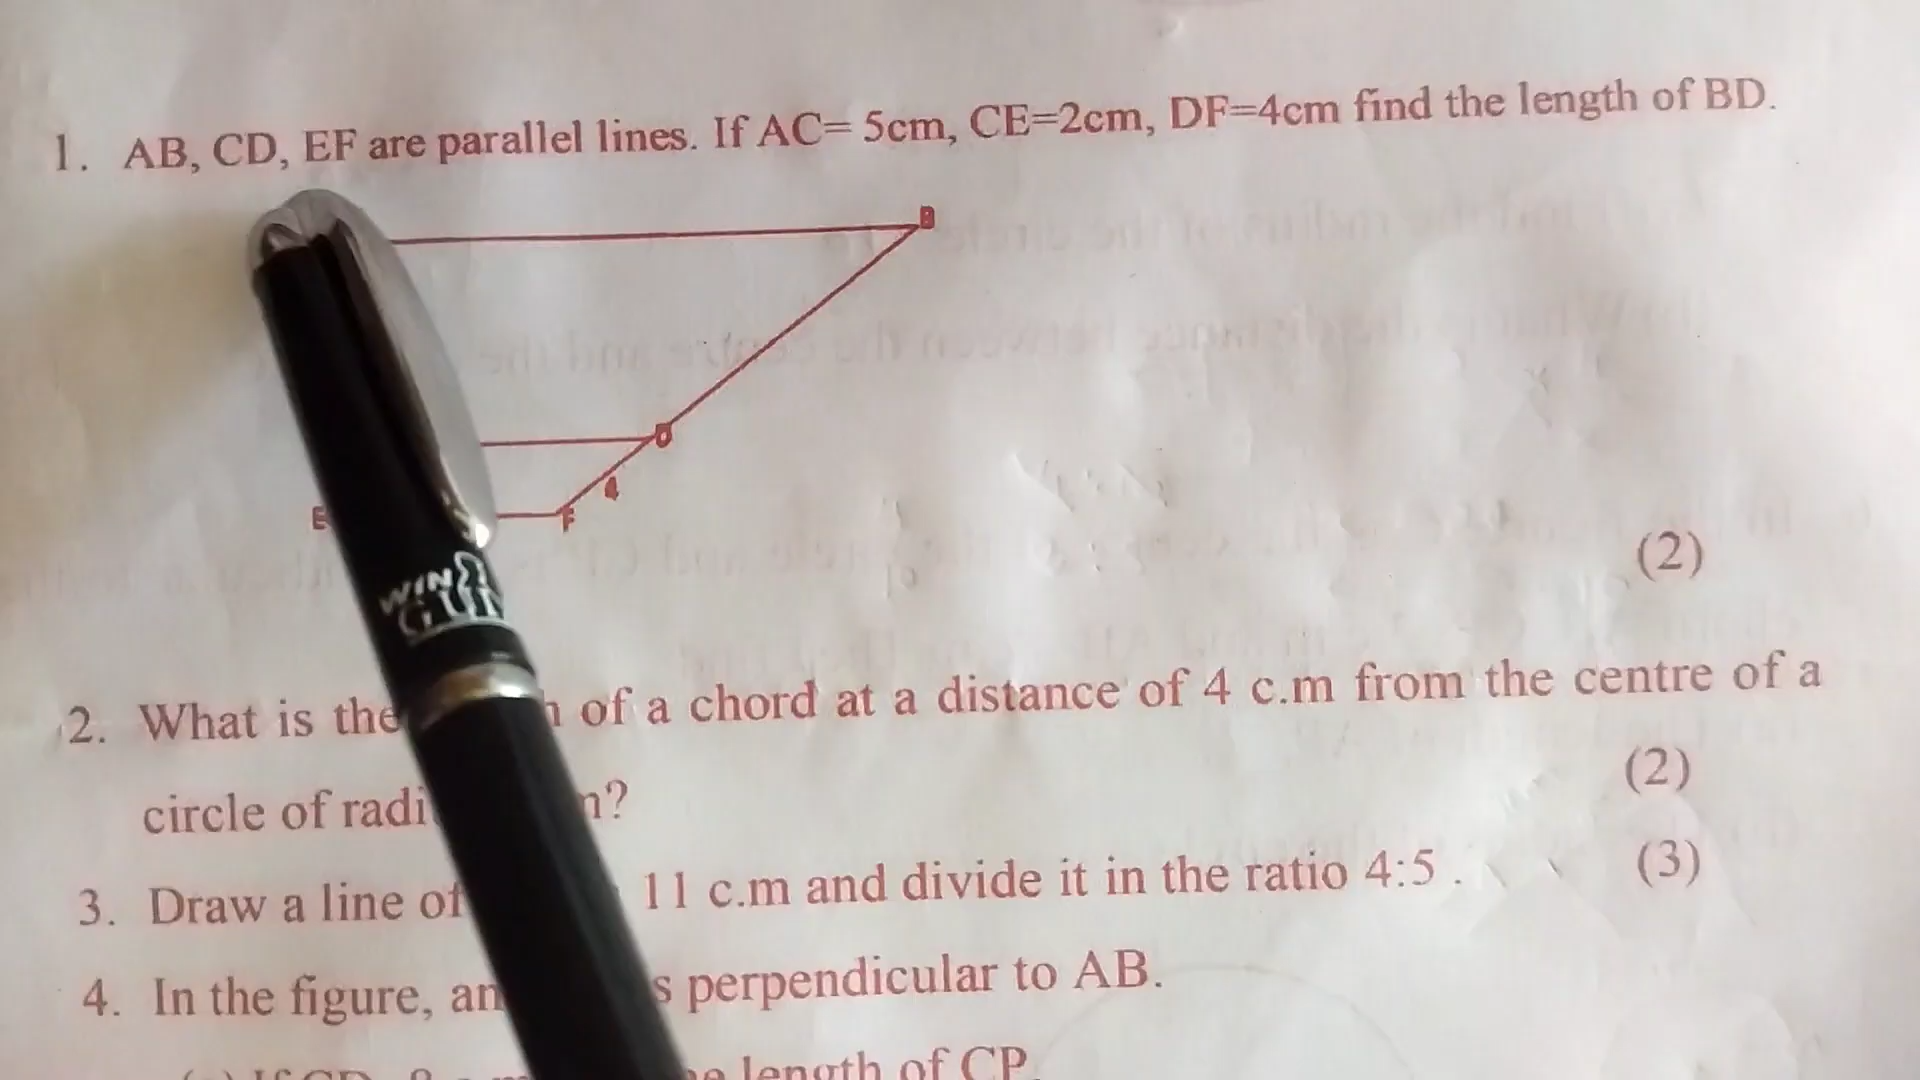 1. AB, CD, EF are parallel lines. If AC= 5cm, CE=2cm, DF=4cm find the length of BD.
B
D
4
E
F
(2)
WIN
2. What is the of a chord at a distance of 4 c.m from the centre of a
(2)
circle of
3. Draw a line of 11 c.m and divide it in the ratio 4:5 .
(3)
4. In the figure, perpendicular to AB.
length of CP